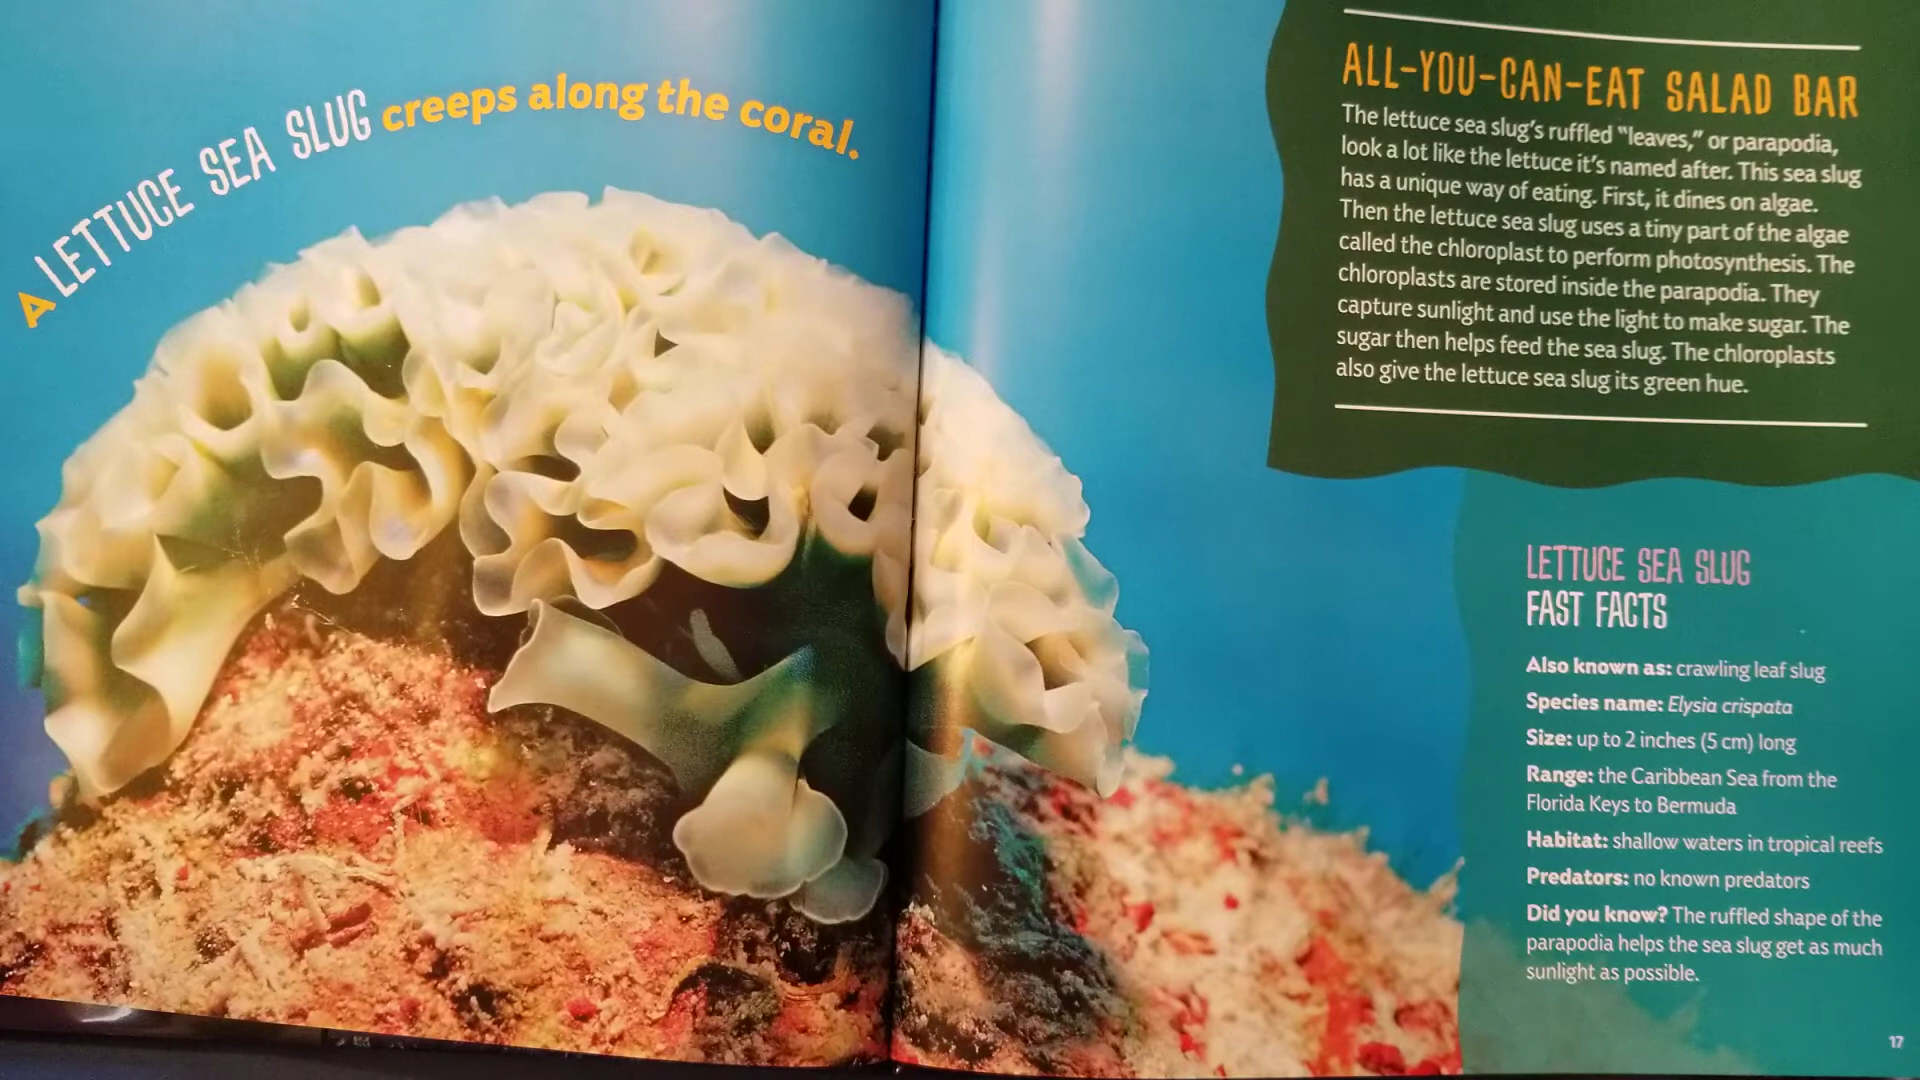 A LETTUCE SEA SLUG creeps along the coral.
ALL-YOU-CAN-EAT SALAD BAR
The lettuce sea slug's ruffled "leaves," or parapodia,
look a lot like the lettuce it's named after. This sea slug
has a unique way of eating. First, it dines on algae.
Then the lettuce sea slug uses a tiny part of the algae
called the chloroplast to perform photosynthesis. The
chloroplasts are stored inside the parapodia. They
capture sunlight and use the light to make sugar. The
sugar then helps feed the sea slug. The chloroplasts
also give the lettuce sea slug its green hue.
LETTUCE SEA SLUG
FAST FACTS
Also known as: crawling leaf slug
Species name: Elysia crispata
Size: up to 2 inches (5 cm) long
Range: the Caribbean Sea from the
Florida Keys to Bermuda
Habitat: shallow waters in tropical reefs
Predators: no known predators
Did you know? The ruffled shape of the
parapodia helps the sea slug get as much
sunlight as possible.
17